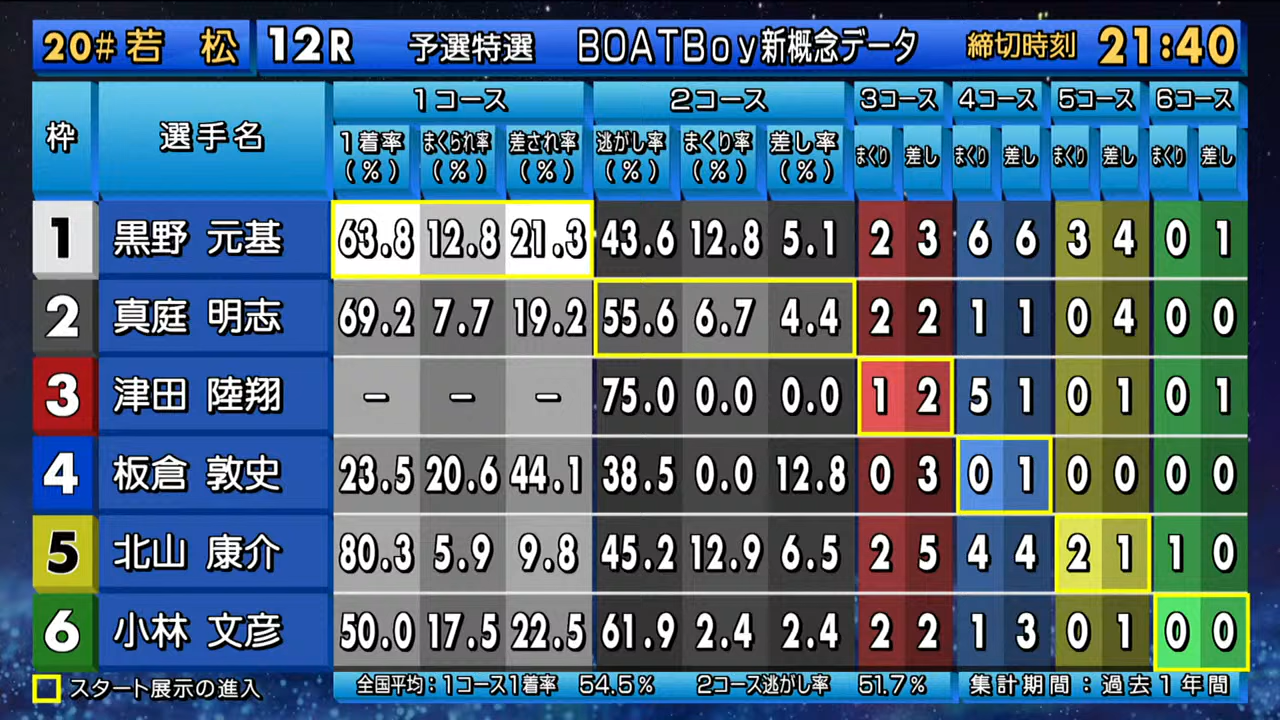 20# 若 松 12R 予選特選 BOATBoy新概念データ 締切時刻 21:40
枠 選手名 1コース 2コース 3コース 4コース 5コース 6コース
1着率(%) まくられ率(%) 差され率(%) 逃がし率(%) まくり率(%) 差し率(%) まくり 差し まくり 差し まくり 差し まくり 差し
1 黒野 元基 63.8 12.8 21.3 43.6 12.8 5.1 2 3 6 6 3 4 0 1
2 真庭 明志 69.2 7.7 19.2 55.6 6.7 4.4 2 2 1 1 0 4 0 0
3 津田 陸翔 - - - 75.0 0.0 0.0 1 2 5 1 0 1 0 1
4 板倉 敦史 23.5 20.6 44.1 38.5 0.0 12.8 0 3 0 1 0 0 0 0
5 北山 康介 80.3 5.9 9.8 45.2 12.9 6.5 2 5 4 4 2 1 1 0
6 小林 文彦 50.0 17.5 22.5 61.9 2.4 2.4 2 2 1 3 0 1 0 0
スタート展示の進入 全国平均:1コース1着率 54.5% 2コース逃がし率 51.7% 集計期間:過去1年間